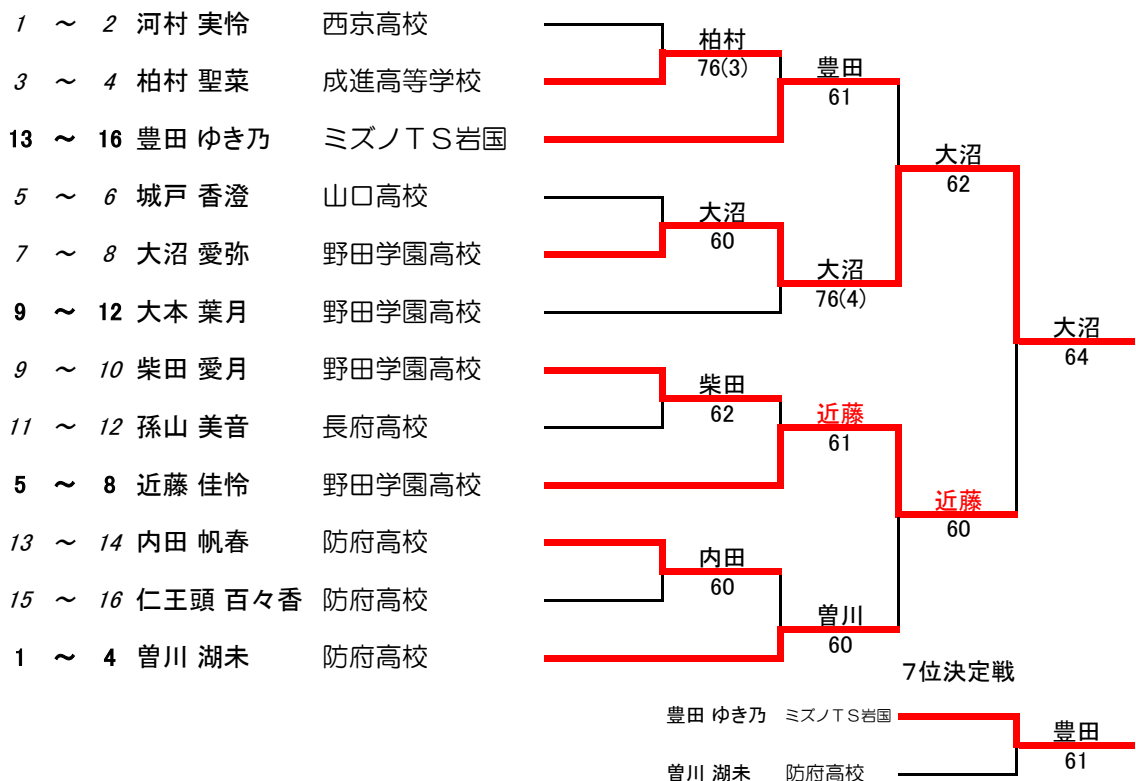 1 ～ 2 河村 実怜 西京高校
柏村
76(3)
3 ～ 4 柏村 聖菜 成進高等学校
豊田
61
13 ～ 16 豊田 ゆき乃 ミズノＴＳ岩国
大沼
62
5 ～ 6 城戸 香澄 山口高校
大沼
60
7 ～ 8 大沼 愛弥 野田学園高校
大沼
76(4)
9 ～ 12 大本 葉月 野田学園高校
大沼
64
9 ～ 10 柴田 愛月 野田学園高校
柴田
62
11 ～ 12 孫山 美音 長府高校
近藤
61
5 ～ 8 近藤 佳怜 野田学園高校
近藤
60
13 ～ 14 内田 帆春 防府高校
内田
60
15 ～ 16 仁王頭 百々香 防府高校
曽川
60
1 ～ 4 曽川 湖未 防府高校
７位決定戦
豊田 ゆき乃 ミズノＴＳ岩国
豊田
61
曽川 湖未 防府高校